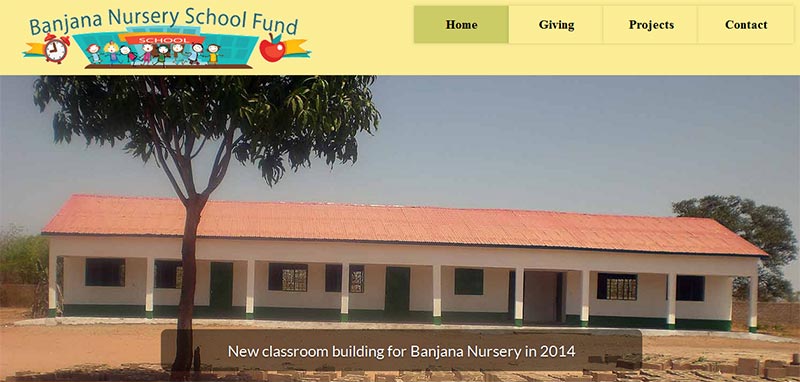 Banjana Nursery School Fund
SCHOOL
Home
Giving
Projects
Contact
New classroom building for Banjana Nursery in 2014